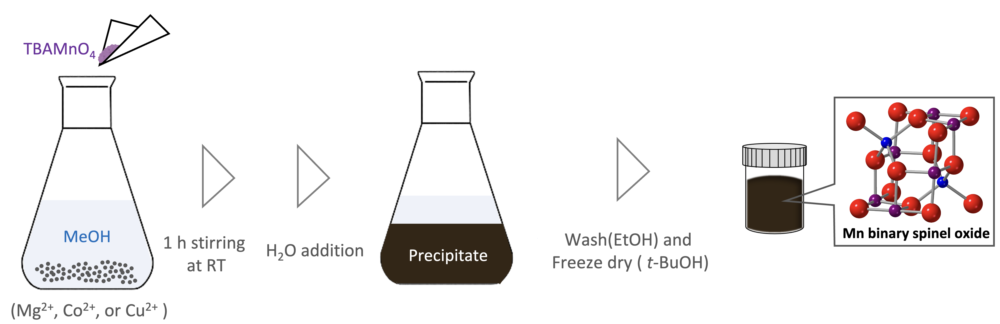 TBAMnO₄
MeOH
(Mg²⁺, Co²⁺, or Cu²⁺ )
1 h stirring
at RT
H₂O addition
Precipitate
Wash(EtOH) and
Freeze dry ( t-BuOH)
Mn binary spinel oxide